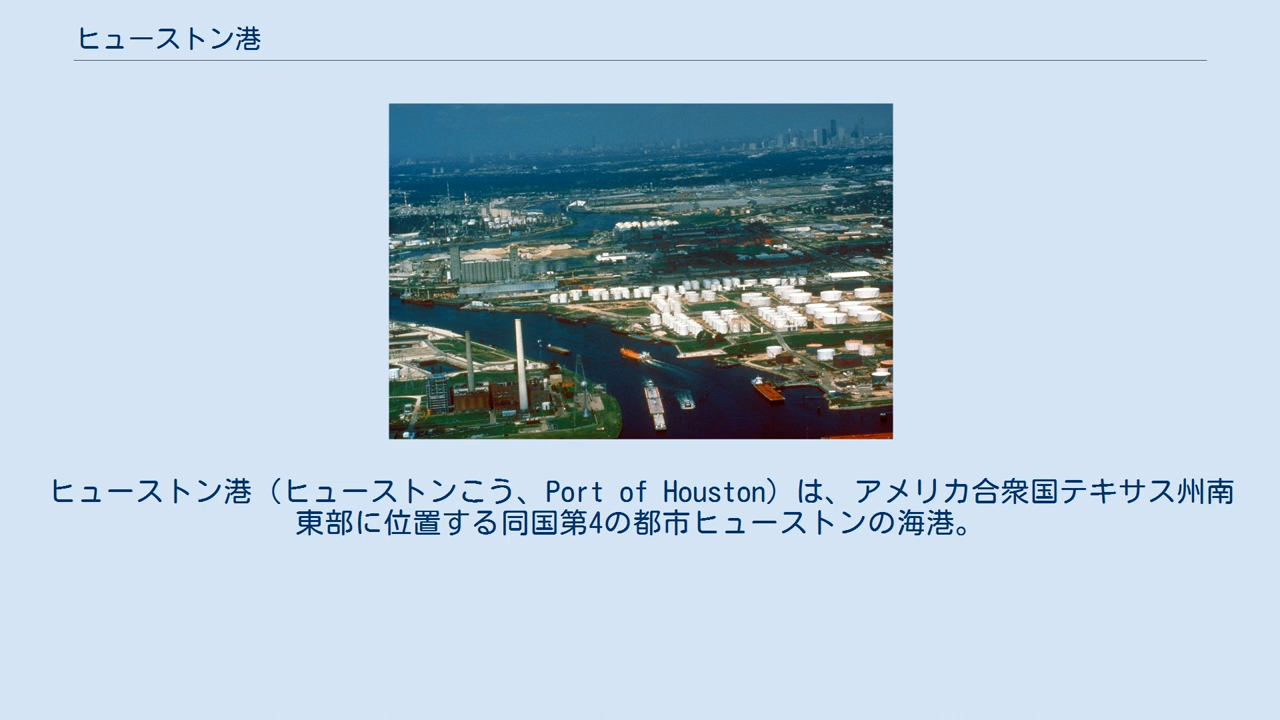 ヒューストン港
ヒューストン港（ヒューストンこう、Port of Houston）は、アメリカ合衆国テキサス州南
東部に位置する同国第4の都市ヒューストンの海港。